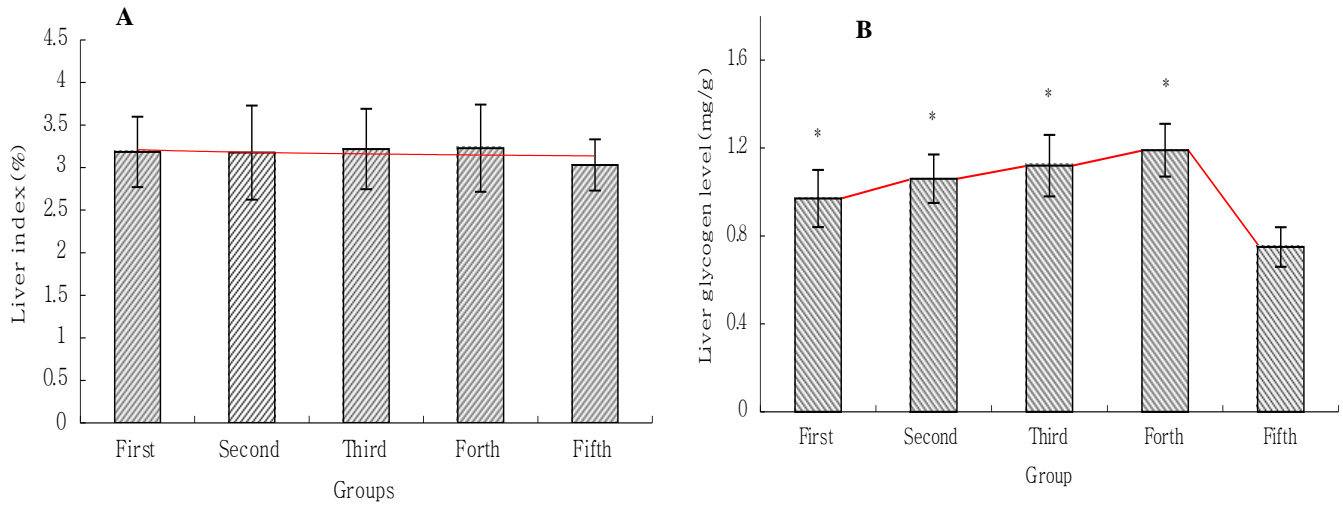 A
Liver index (%)
4.5
4
3.5
3
2.5
2
1.5
1
0.5
0
First Second Third Forth Fifth
Groups
B
Liver glycogen level (mg/g)
1.6
1.2
0.8
0.4
0
* * * *
First Second Third Forth Fifth
Group